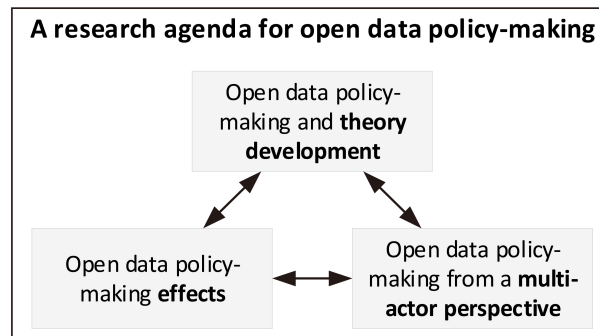 A research agenda for open data policy-making
Open data policy-
making and theory
development
Open data policy-
making effects
Open data policy-
making from a multi-
actor perspective